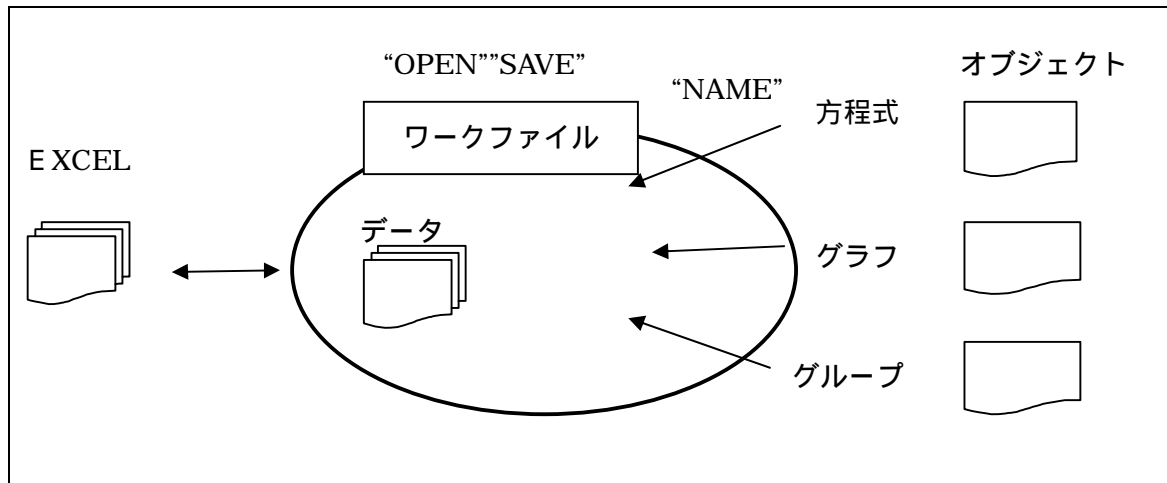 “OPEN””SAVE”
オブジェクト
“NAME”
方程式
ワークファイル
ＥXCEL
データ
グラフ
グループ